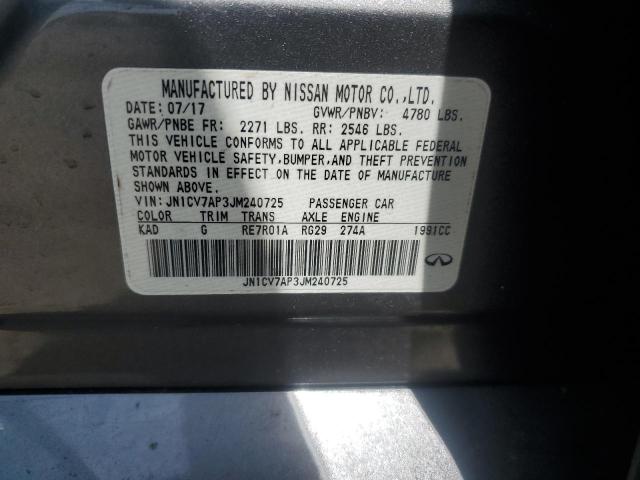 MANUFACTURED BY NISSAN MOTOR CO.,LTD.
DATE: 07/17 GVWR/PNBV: 4780 LBS.
GAWR/PNBE FR: 2271 LBS. RR: 2546 LBS.
THIS VEHICLE CONFORMS TO ALL APPLICABLE FEDERAL
MOTOR VEHICLE SAFETY,BUMPER,AND THEFT PREVENTION
STANDARDS IN EFFECT ON THE DATE OF MANUFACTURE
SHOWN ABOVE.
VIN: JN1CV7AP3JM240725 PASSENGER CAR
COLOR TRIM TRANS AXLE ENGINE
KAD G RE7R01A RG29 274A 1991CC
JN1CV7AP3JM240725